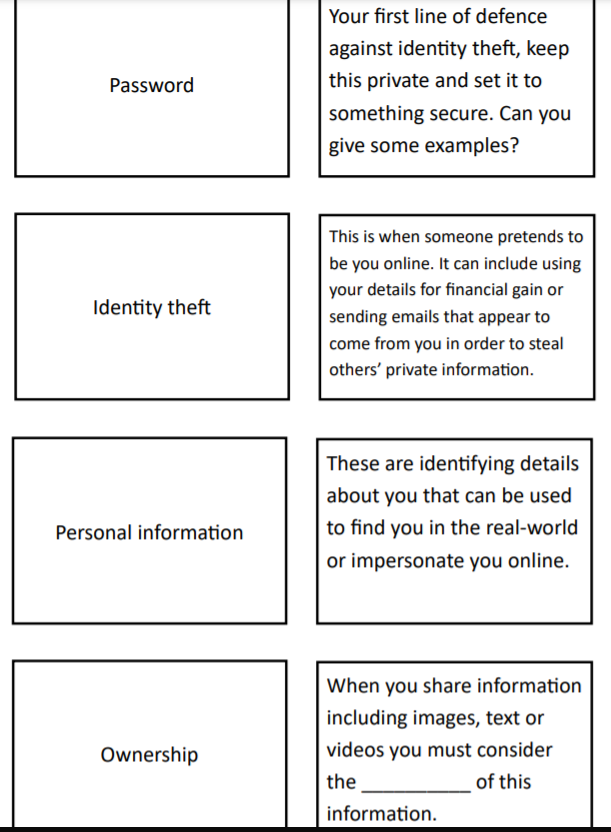 Password
Your first line of defence
against identity theft, keep
this private and set it to
something secure. Can you
give some examples?
Identity theft
This is when someone pretends to
be you online. It can include using
your details for financial gain or
sending emails that appear to
come from you in order to steal
others’ private information.
Personal information
These are identifying details
about you that can be used
to find you in the real-world
or impersonate you online.
Ownership
When you share information
including images, text or
videos you must consider
the __________ of this
information.